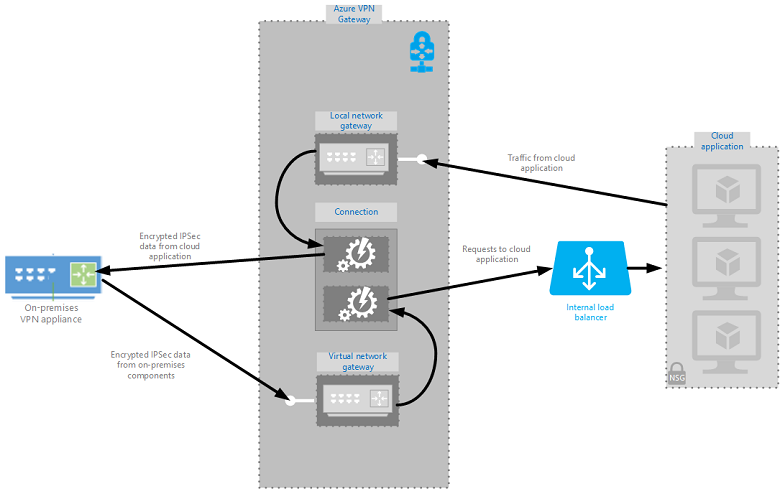 Azure VPN
Gateway
Local network
gateway
Cloud
application
Traffic from cloud
application
Connection
Encrypted IPSec
data from cloud
application
Requests to cloud
application
On-premises
VPN appliance
Internal load
balancer
Encrypted IPSec data
from on-premises
components
Virtual network
gateway
NSG